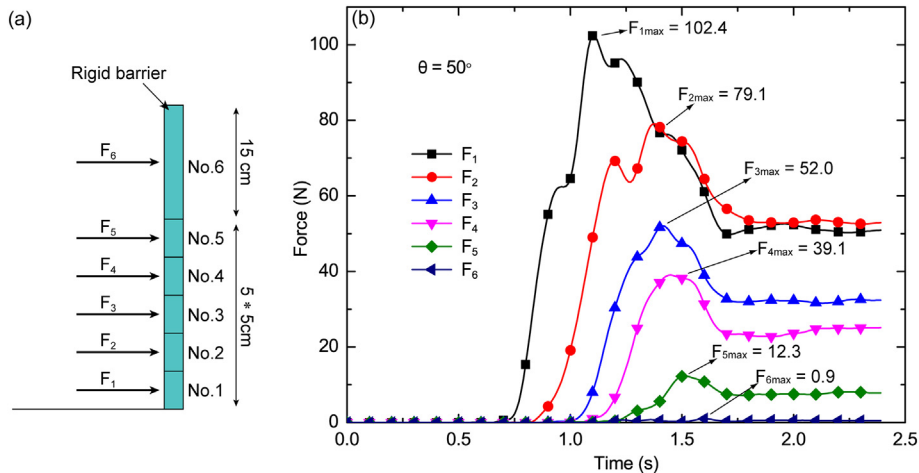 (a)
Rigid barrier
F₆
No.6
15 cm
F₅
No.5
F₄
No.4
F₃
No.3
F₂
No.2
F₁
No.1
5 * 5cm
(b)
θ = 50°
F₁
F₂
F₃
F₄
F₅
F₆
F₁max = 102.4
F₂max = 79.1
F₃max = 52.0
F₄max = 39.1
F₅max = 12.3
F₆max = 0.9
Force (N)
100
80
60
40
20
0
0.0 0.5 1.0 1.5 2.0 2.5
Time (s)